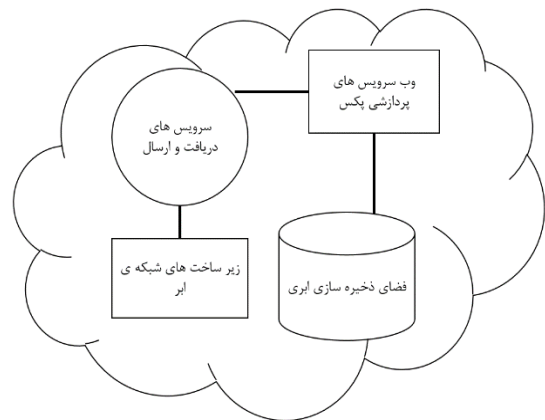 وب سرویس های
پردازشی پکس
سرویس های
دریافت و ارسال
زیر ساخت های شبکه ی
ابر
فضای ذخیره سازی ابری